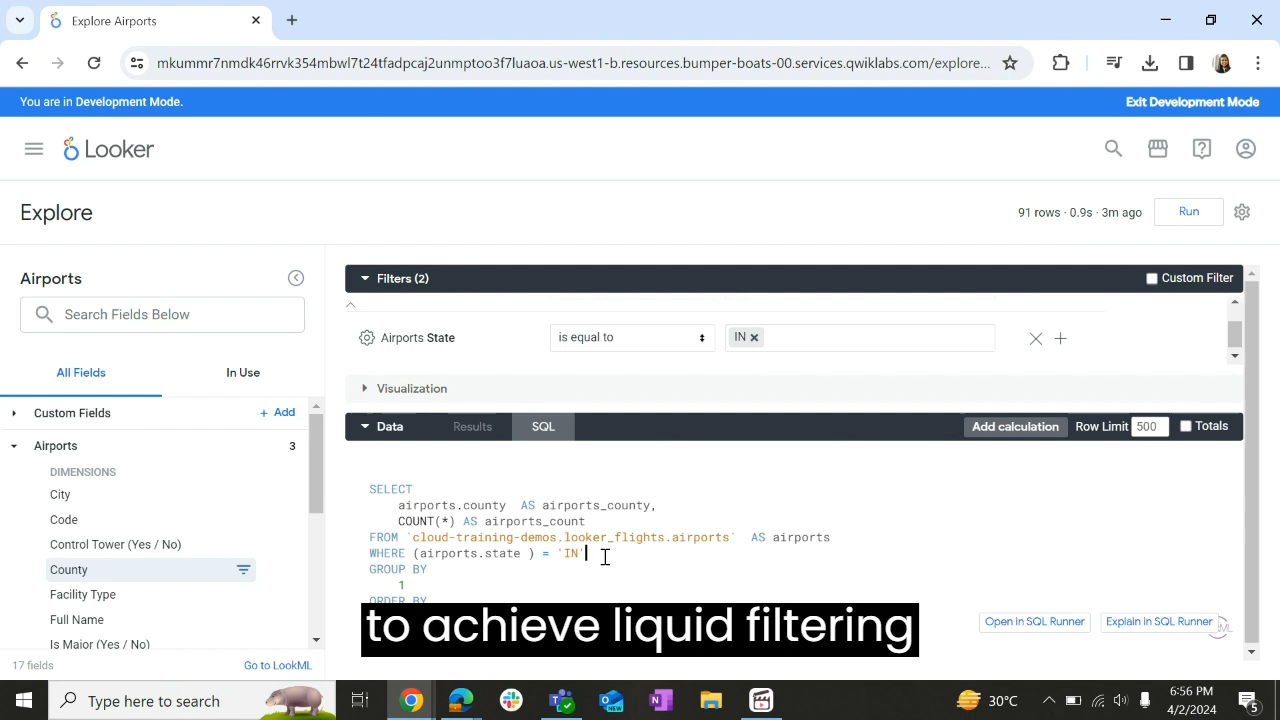 Explore Airports
mkummr7nmdk46rrvk354mbwl7t24tfadpcaj2unmptoo3f7luaoa.us-west1-b.resources.bumper-boats-00.services.qwiklabs.com/explore...
You are in Development Mode.
Exit Development Mode
Looker
Explore
91 rows · 0.9s · 3m ago
Run
Airports
Search Fields Below
All Fields
In Use
Custom Fields
+ Add
Airports
3
DIMENSIONS
City
Code
Control Tower (Yes / No)
County
Facility Type
Full Name
Is Major (Yes / No)
17 fields
Go to LookML
Filters (2)
Custom Filter
Airports State
is equal to
IN
Visualization
Data
Results
SQL
Add calculation
Row Limit 500
Totals
SELECT
airports.county AS airports_county,
COUNT(*) AS airports_count
FROM `cloud-training-demos.looker_flights.airports` AS airports
WHERE (airports.state ) = 'IN'
GROUP BY
1
ORDER BY
Open in SQL Runner
Explain in SQL Runner
to achieve liquid filtering
Type here to search
30°C
6:56 PM
4/2/2024
5